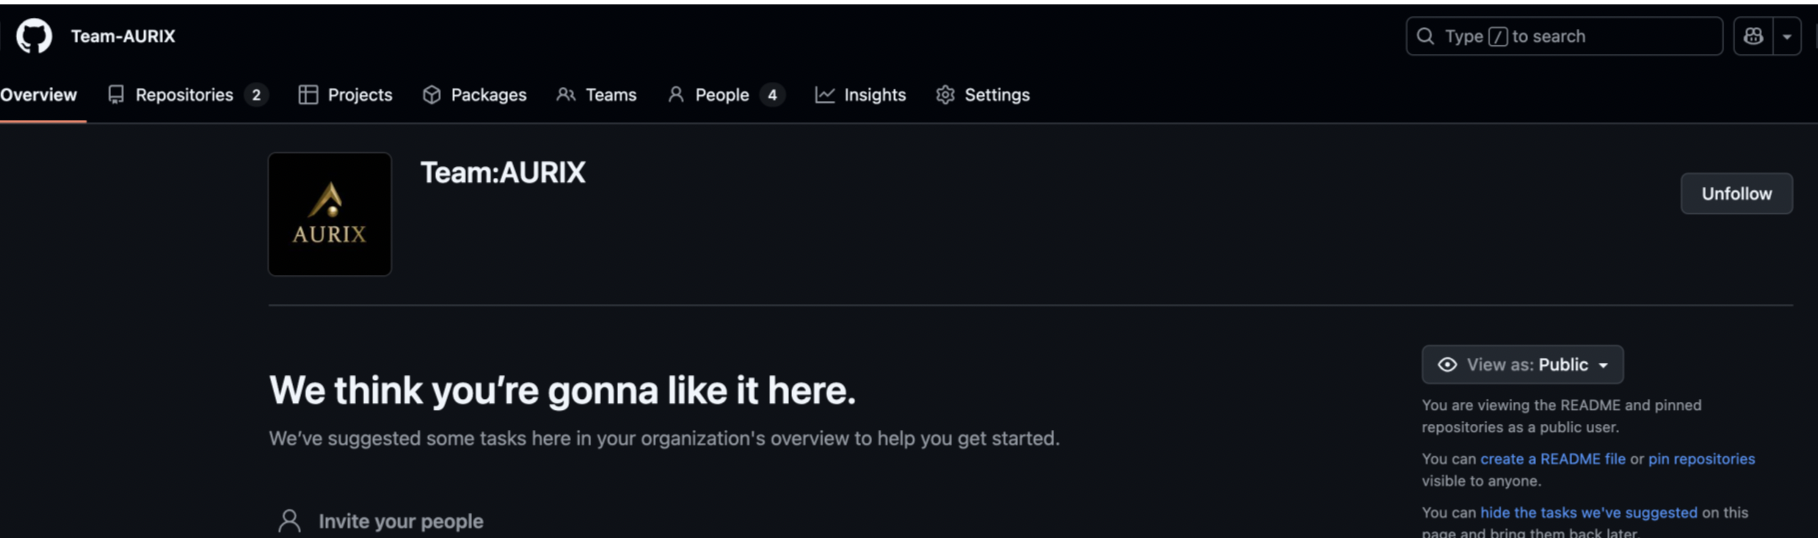 Team-AURIX
Type / to search
Overview
Repositories 2
Projects
Packages
Teams
People 4
Insights
Settings
AURIX
Team:AURIX
Unfollow
We think you’re gonna like it here.
We’ve suggested some tasks here in your organization's overview to help you get started.
Invite your people
View as: Public
You are viewing the README and pinned
repositories as a public user.
You can create a README file or pin repositories
visible to anyone.
You can hide the tasks we've suggested on this
page and bring them back later.